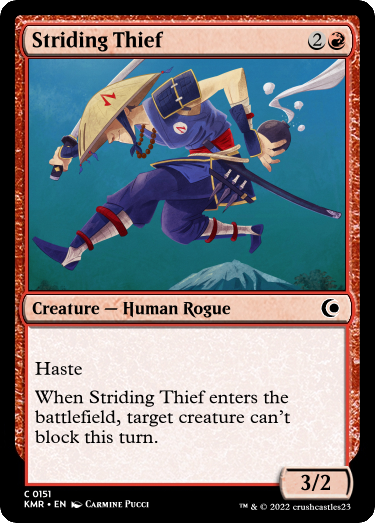 Striding Thief 2
Creature — Human Rogue
Haste
When Striding Thief enters the
battlefield, target creature can't
block this turn.
3/2
C 0151
KMR • EN Carmine Pucci
™ & © 2022 crushcastles23